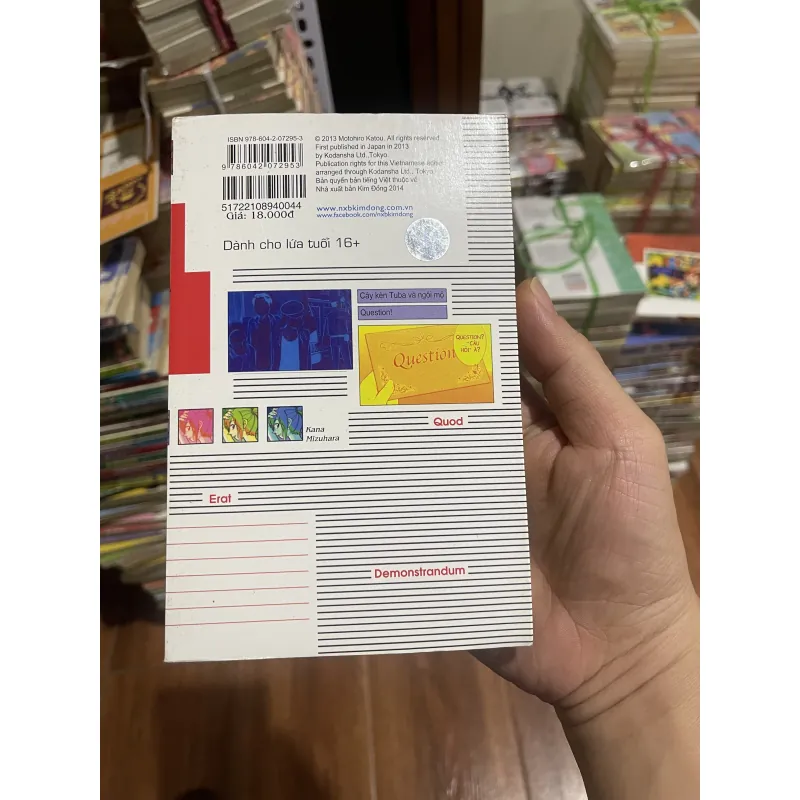 ISBN 978-604-2-07295-3
9 786042 072953
51722108940044
Giá: 18.000đ
© 2013 Motohiro Katou. All rights reserved
First published in Japan in 2013
by Kodansha Ltd.,Tokyo.
Publication rights for this Vietnamese
arranged through Kodansha Ltd., Tokyo
Bản quyền bản tiếng Việt thuộc về
Nhà xuất bản Kim Đồng 2014
www.nxbkimdong.com.vn
www.facebook.com/nxbkimdong
Dành cho lứa tuổi 16+
Cây kèn Tuba và ngôi mộ
Question!
Question
QUESTION?
CÂU
HỎI À?
Kana
Mizuhara
Quod
Erat
Demonstrandum